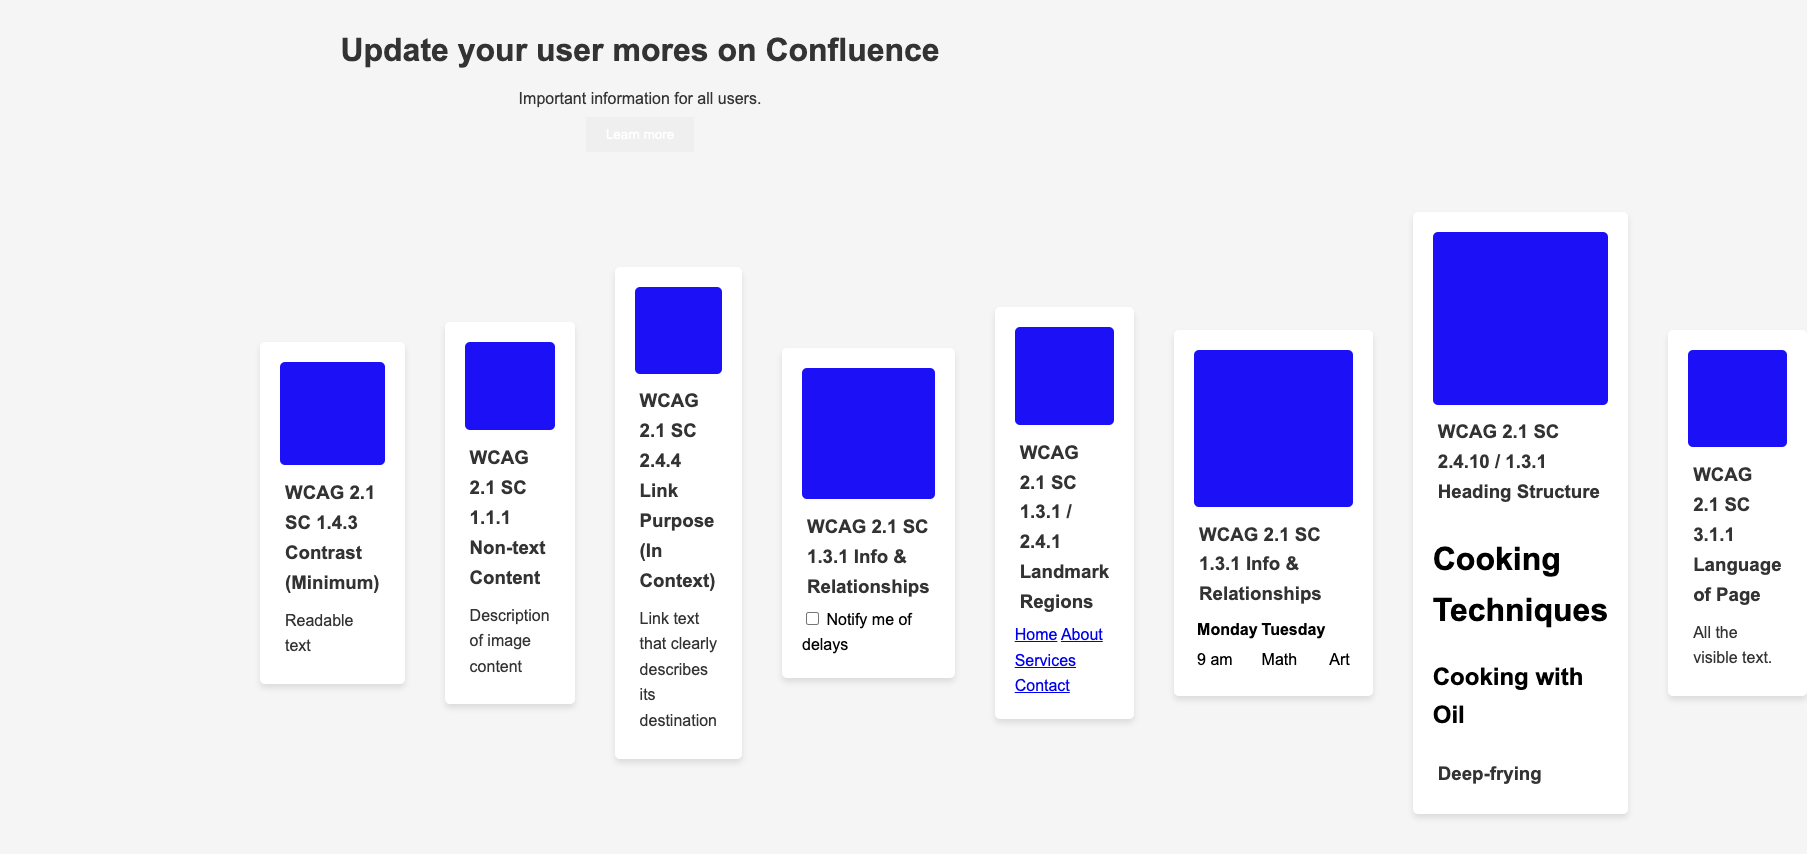 Update your user mores on Confluence
Important information for all users.
Learn more
WCAG 2.1
SC 1.4.3
Contrast
(Minimum)
Readable
text
WCAG
2.1 SC
1.1.1
Non-text
Content
Description
of image
content
WCAG
2.1 SC
2.4.4
Link
Purpose
(In
Context)
Link text
that clearly
describes
its
destination
WCAG 2.1 SC
1.3.1 Info &
Relationships
Notify me of
delays
WCAG
2.1 SC
1.3.1 /
2.4.1
Landmark
Regions
Home About
Services
Contact
WCAG 2.1 SC
1.3.1 Info &
Relationships
Monday Tuesday
9 am Math Art
WCAG 2.1 SC
2.4.10 / 1.3.1
Heading Structure
Cooking
Techniques
Cooking with
Oil
Deep-frying
WCAG
2.1 SC
3.1.1
Language
of Page
All the
visible text.